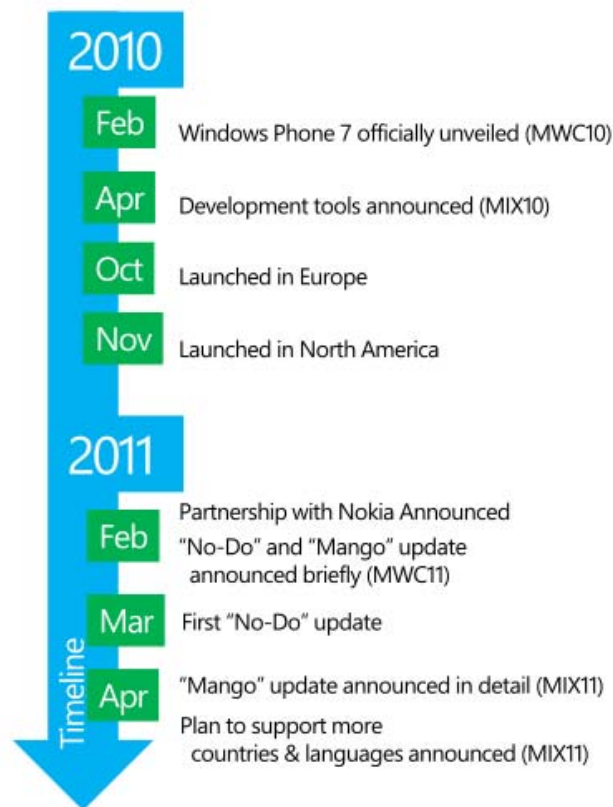 2010
Feb
Windows Phone 7 officially unveiled (MWC10)
Apr
Development tools announced (MIX10)
Oct
Launched in Europe
Nov
Launched in North America
2011
Feb
Partnership with Nokia Announced
“No-Do” and “Mango” update
announced briefly (MWC11)
Mar
First “No-Do” update
Apr
“Mango” update announced in detail (MIX11)
Plan to support more
countries & languages announced (MIX11)
Timeline